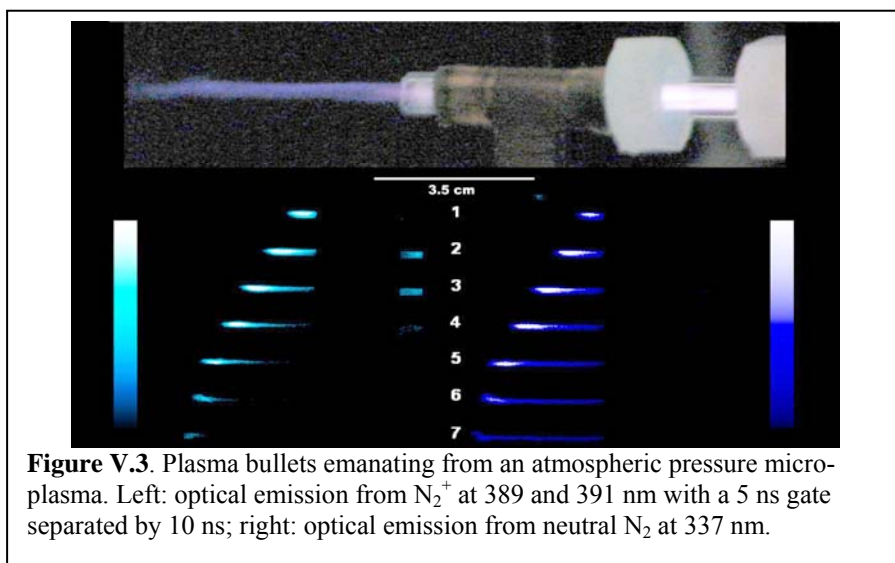 3.5 cm
1
2
3
4
5
6
7
Figure V.3. Plasma bullets emanating from an atmospheric pressure micro-
plasma. Left: optical emission from N₂⁺ at 389 and 391 nm with a 5 ns gate
separated by 10 ns; right: optical emission from neutral N₂ at 337 nm.